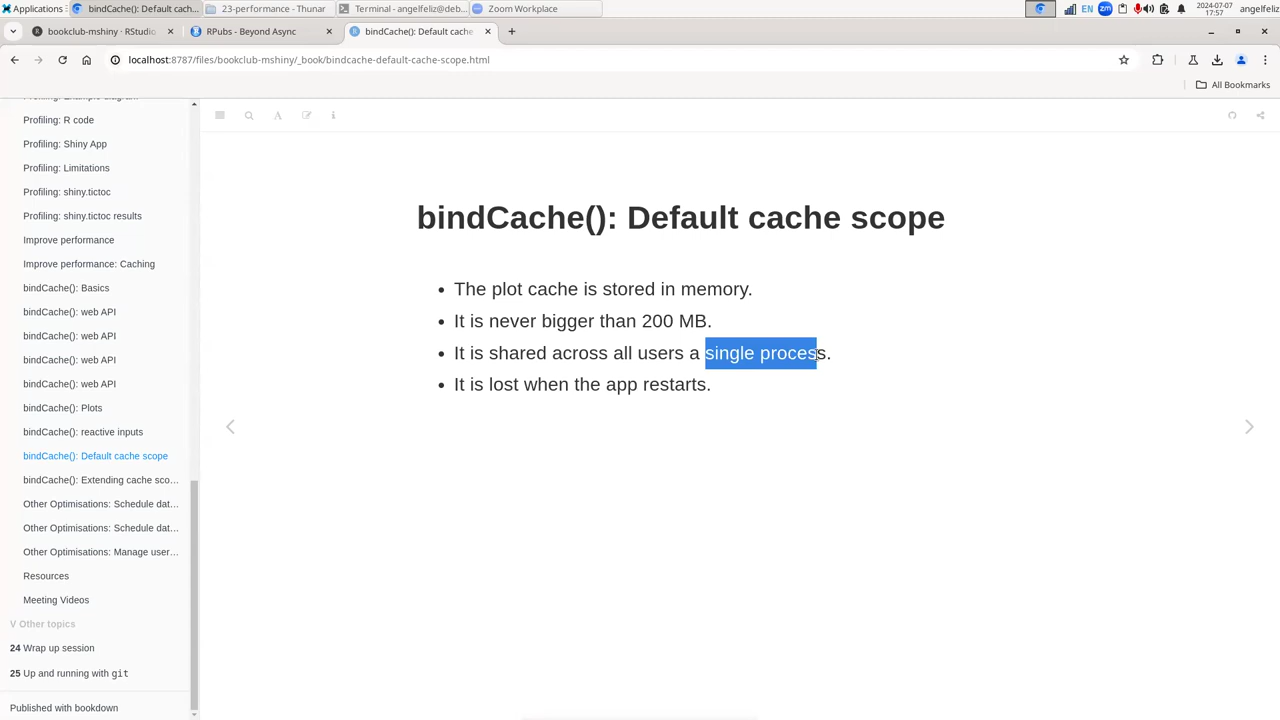 Applications
bindCache(): Default cach...
23-performance - Thunar
Terminal - angelfeliz@deb...
Zoom Workplace
EN
zm
2024-07-07
17:57
angelfeliz
bookclub-mshiny · RStudio
RPubs - Beyond Async
bindCache(): Default cache
localhost:8787/files/bookclub-mshiny/_book/bindcache-default-cache-scope.html
All Bookmarks
Profiling: Example diagram
Profiling: R code
Profiling: Shiny App
Profiling: Limitations
Profiling: shiny.tictoc
Profiling: shiny.tictoc results
Improve performance
Improve performance: Caching
bindCache(): Basics
bindCache(): web API
bindCache(): web API
bindCache(): web API
bindCache(): web API
bindCache(): Plots
bindCache(): reactive inputs
bindCache(): Default cache scope
bindCache(): Extending cache sco...
Other Optimisations: Schedule dat...
Other Optimisations: Schedule dat...
Other Optimisations: Manage user...
Resources
Meeting Videos
V Other topics
24 Wrap up session
25 Up and running with git
Published with bookdown
bindCache(): Default cache scope
• The plot cache is stored in memory.
• It is never bigger than 200 MB.
• It is shared across all users a single process.
• It is lost when the app restarts.